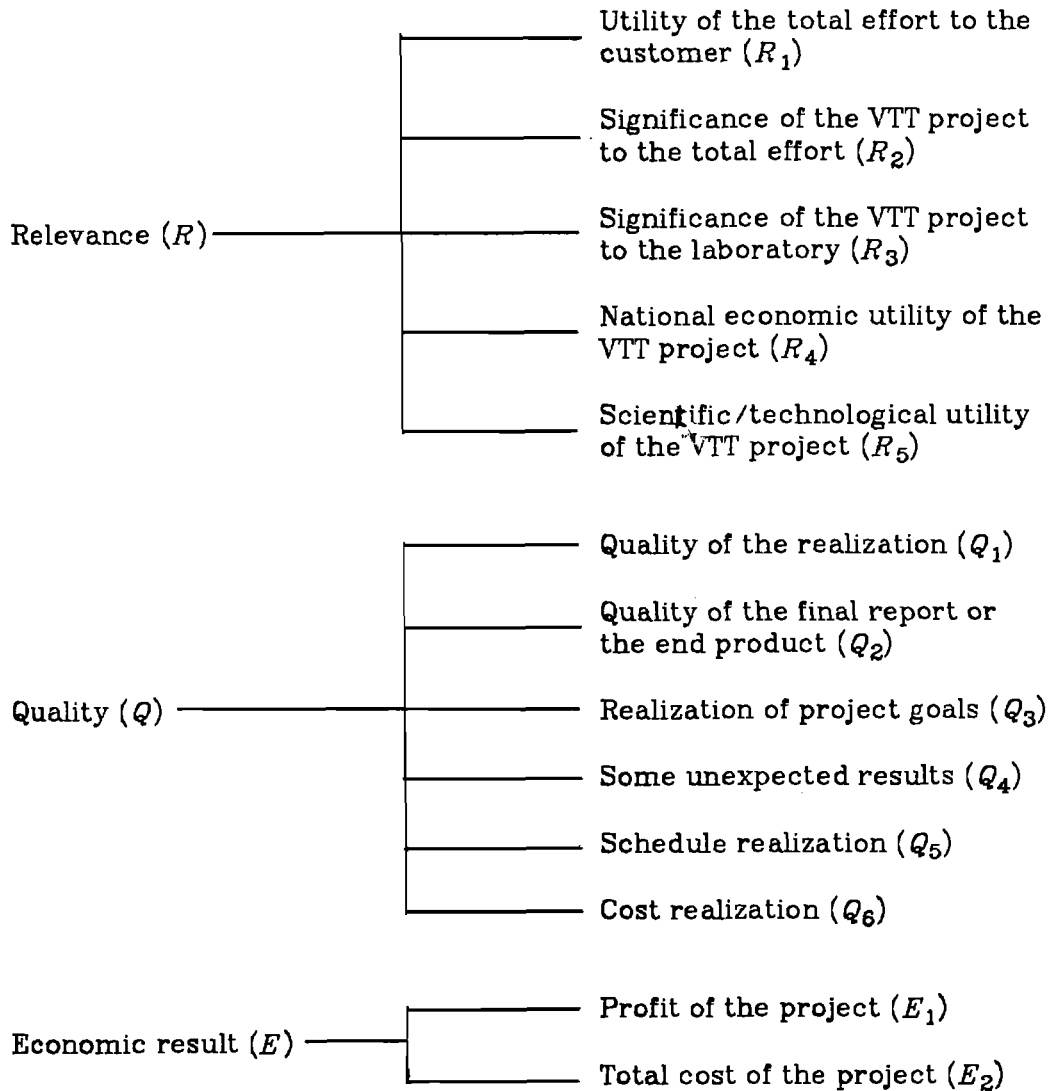 Utility of the total effort to the
customer (R₁)
Significance of the VTT project
to the total effort (R₂)
Relevance (R)
Significance of the VTT project
to the laboratory (R₃)
National economic utility of the
VTT project (R₄)
Scientific/technological utility
of the VTT project (R₅)
Quality of the realization (Q₁)
Quality of the final report or
the end product (Q₂)
Quality (Q)
Realization of project goals (Q₃)
Some unexpected results (Q₄)
Schedule realization (Q₅)
Cost realization (Q₆)
Economic result (E)
Profit of the project (E₁)
Total cost of the project (E₂)